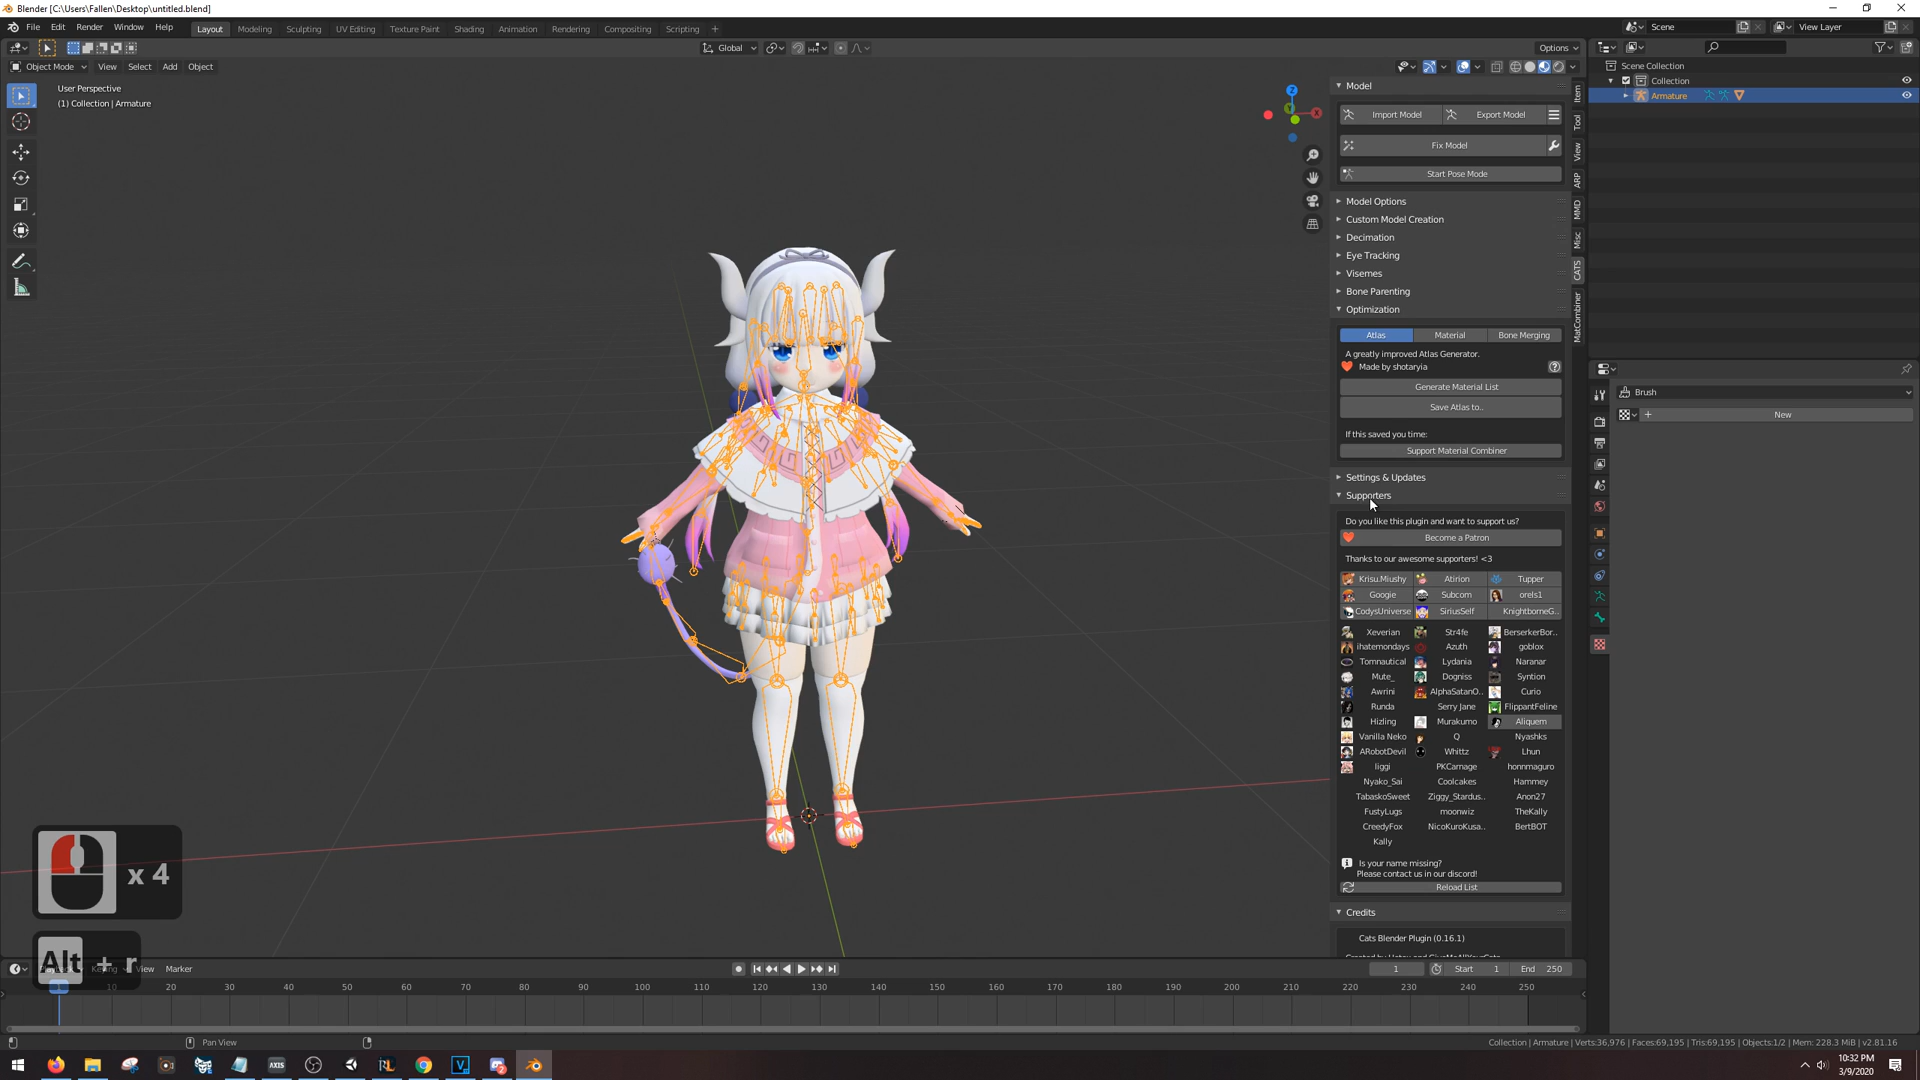 Blender [C:\Users\Fallen\Desktop\untitled.blend]
File Edit Render Window Help
Layout Modeling Sculpting UV Editing Texture Paint Shading Animation Rendering Compositing Scripting +
Scene View Layer
Global Options
Object Mode View Select Add Object
User Perspective
(1) Collection | Armature
Z
X
Model
Import Model Export Model
Fix Model
Start Pose Mode
Model Options
Custom Model Creation
Decimation
Eye Tracking
Visemes
Bone Parenting
Optimization
Atlas Material Bone Merging
A greatly improved Atlas Generator.
Made by shotariya
Generate Material List
Save Atlas to..
If this saved you time:
Support Material Combiner
Settings & Updates
Supporters
Do you like this plugin and want to support us?
Become a Patron
Thanks to our awesome supporters! <3
Krisu.Miushy Atirion Tupper
Googie Subcom orels1
CodysUniverse SiriusSelf KnightborneG..
Xeverian Str4fe BerserkerBor..
ihatemondays Azuth goblox
Tomnautical Lydania Naranar
Mute_ Dogniss Syntion
Awrini AlphaSatanO.. Curio
Runda Serry Jane FlippantFeline
Hizling Murakumo Aliquem
Vanilla Neko Q Nyashks
ARobotDevil Whittz Lhun
liggi PKCarnage honnmaguro
Nyako_Sai Coolcakes Hammey
TabaskoSweet Ziggy_Stardus.. Anon27
FustyLugs moonwiz TheKally
CreedyFox NicoKuroKusa.. BertBOT
Kally
Is your name missing?
Please contact us in our discord!
Reload List
Credits
Cats Blender Plugin (0.16.1)
Item
Tool
View
ARP
MMD
Misc
CATS
MatCombiner
Scene Collection
Collection
Armature
Brush
+ New
x 4
Alt + r
View Marker
1 Start 1 End 250
1 10 20 30 40 50 60 70 80 90 100 110 120 130 140 150 160 170 180 190 200 210 220 230 240 250
Pan View
Collection | Armature | Verts:36,976 | Faces:69,195 | Tris:69,195 | Objects:1/2 | Mem: 228.3 MiB | v2.81.16
AXIS
10:32 PM
3/9/2020